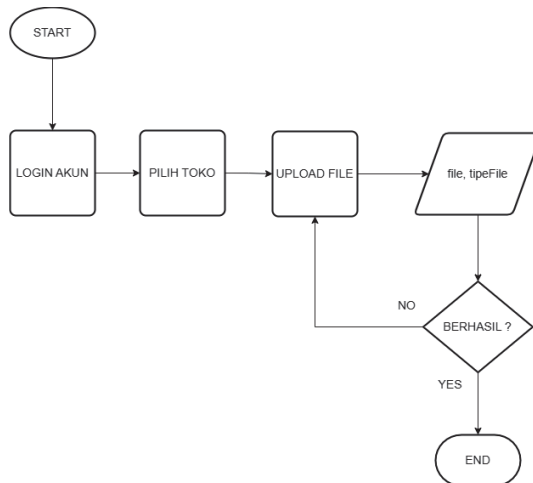 START
LOGIN AKUN
PILIH TOKO
UPLOAD FILE
file, tipeFile
NO
BERHASIL ?
YES
END